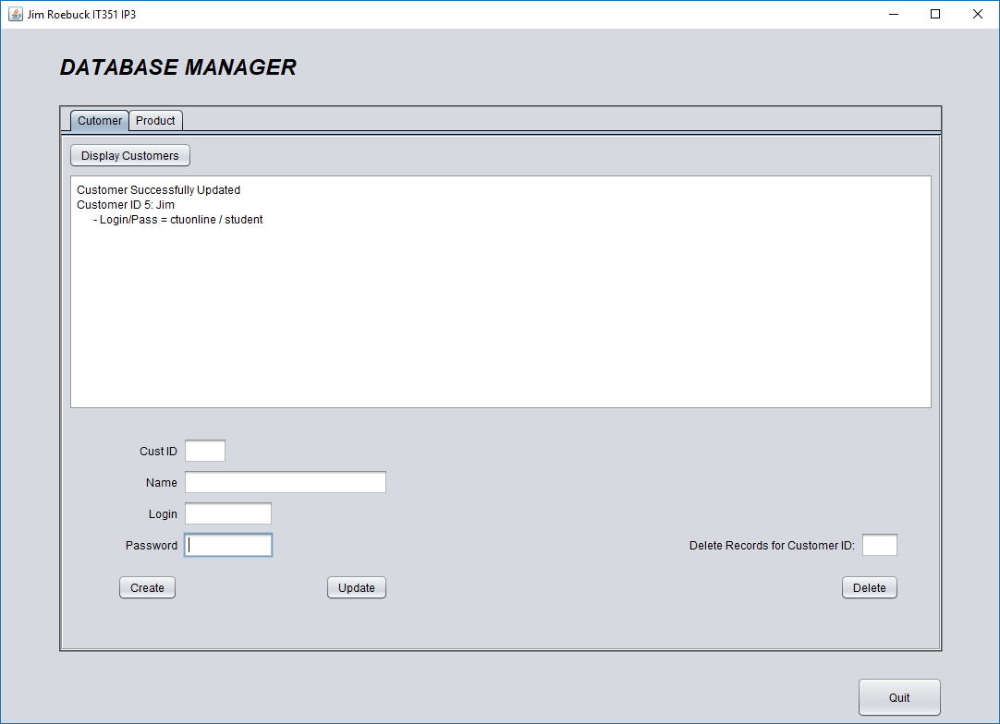 Jim Roebuck IT351 IP3
DATABASE MANAGER
Cutomer Product
Display Customers
Customer Successfully Updated
Customer ID 5: Jim
- Login/Pass = ctuonline / student
Cust ID
Name
Login
Password Delete Records for Customer ID:
Create Update Delete
Quit